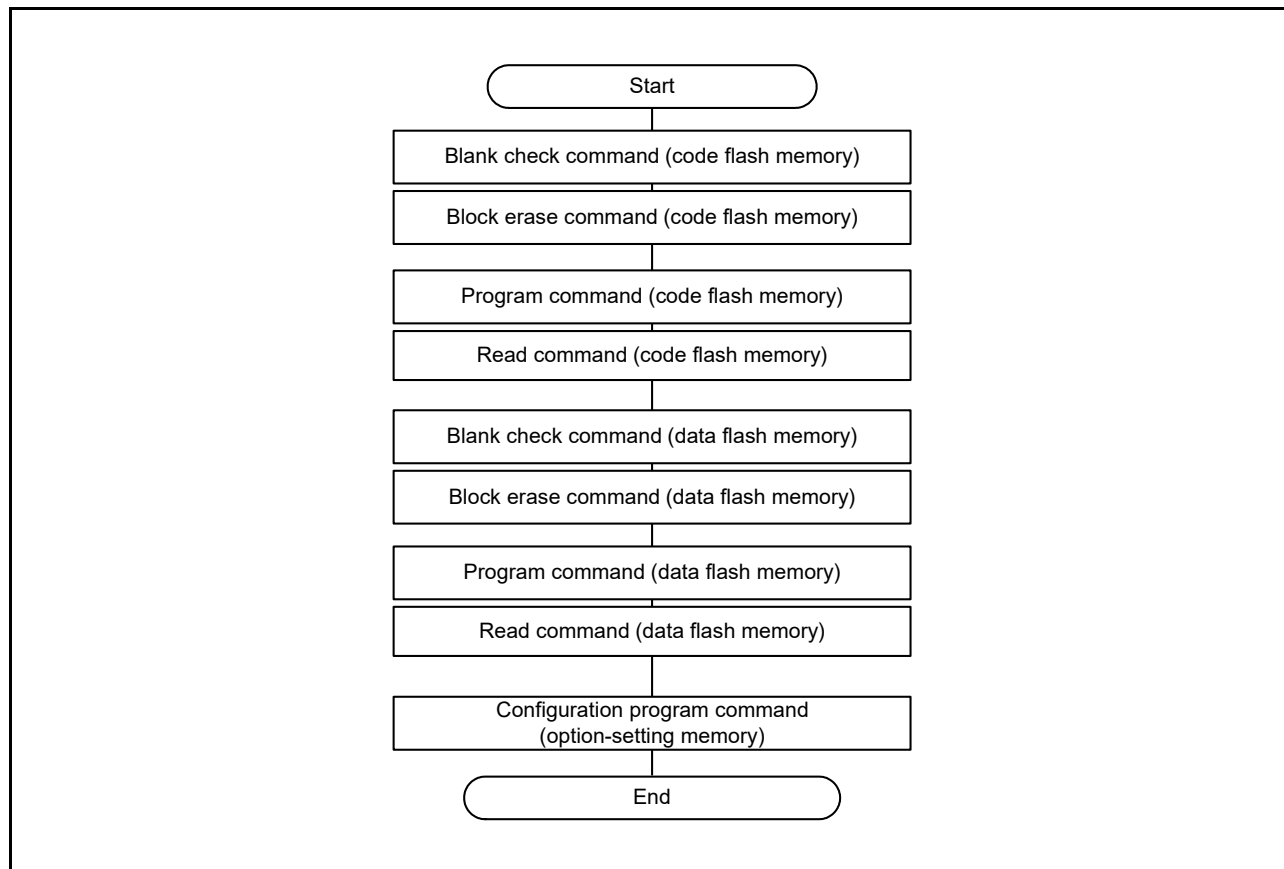 Start
Blank check command (code flash memory)
Block erase command (code flash memory)
Program command (code flash memory)
Read command (code flash memory)
Blank check command (data flash memory)
Block erase command (data flash memory)
Program command (data flash memory)
Read command (data flash memory)
Configuration program command
(option-setting memory)
End